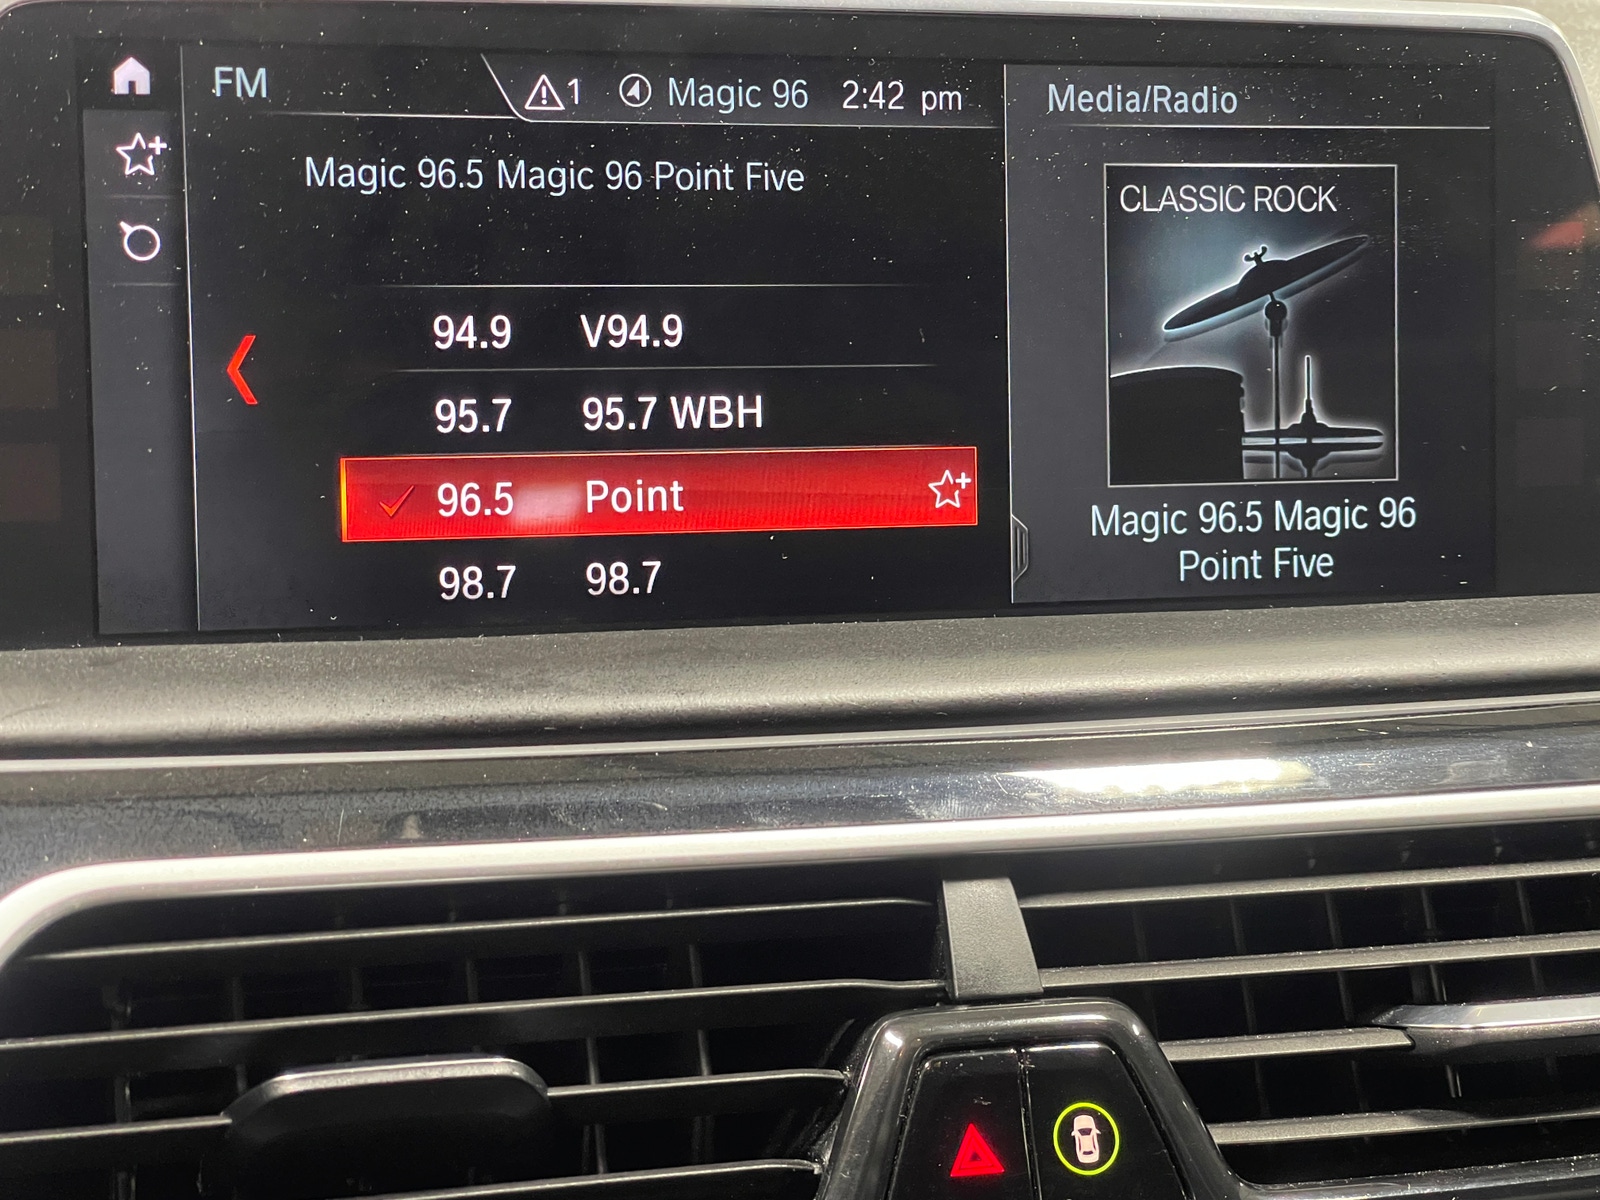 FM
1 Magic 96 2:42 pm
Magic 96.5 Magic 96 Point Five
94.9 V94.9
95.7 95.7 WBH
96.5 Point
98.7 98.7
Media/Radio
CLASSIC ROCK
Magic 96.5 Magic 96
Point Five